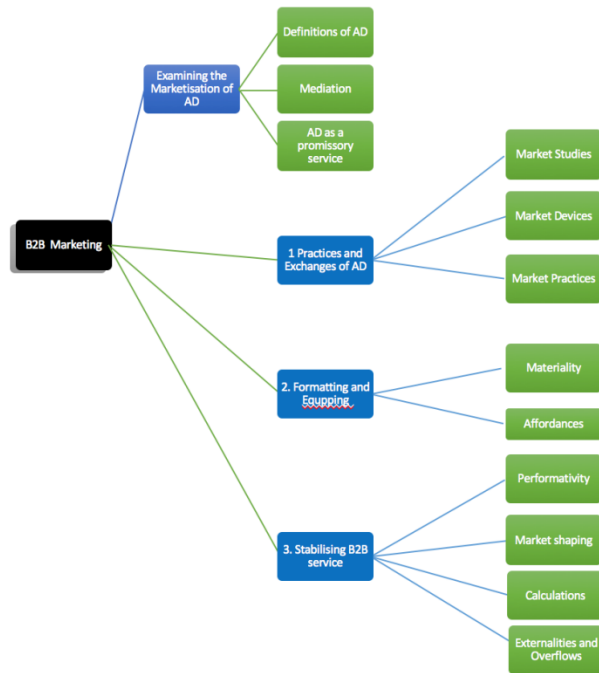 Definitions of AD
Examining the
Marketisation of
AD
Mediation
AD as a
promissory
service
B2B  Marketing
1 Practices and
Exchanges of AD
Market Studies
Market Devices
Market Practices
2. Formatting and
Equpping
Materiality
Affordances
3. Stabilising B2B
service
Performativity
Market shaping
Calculations
Externalities and
Overflows